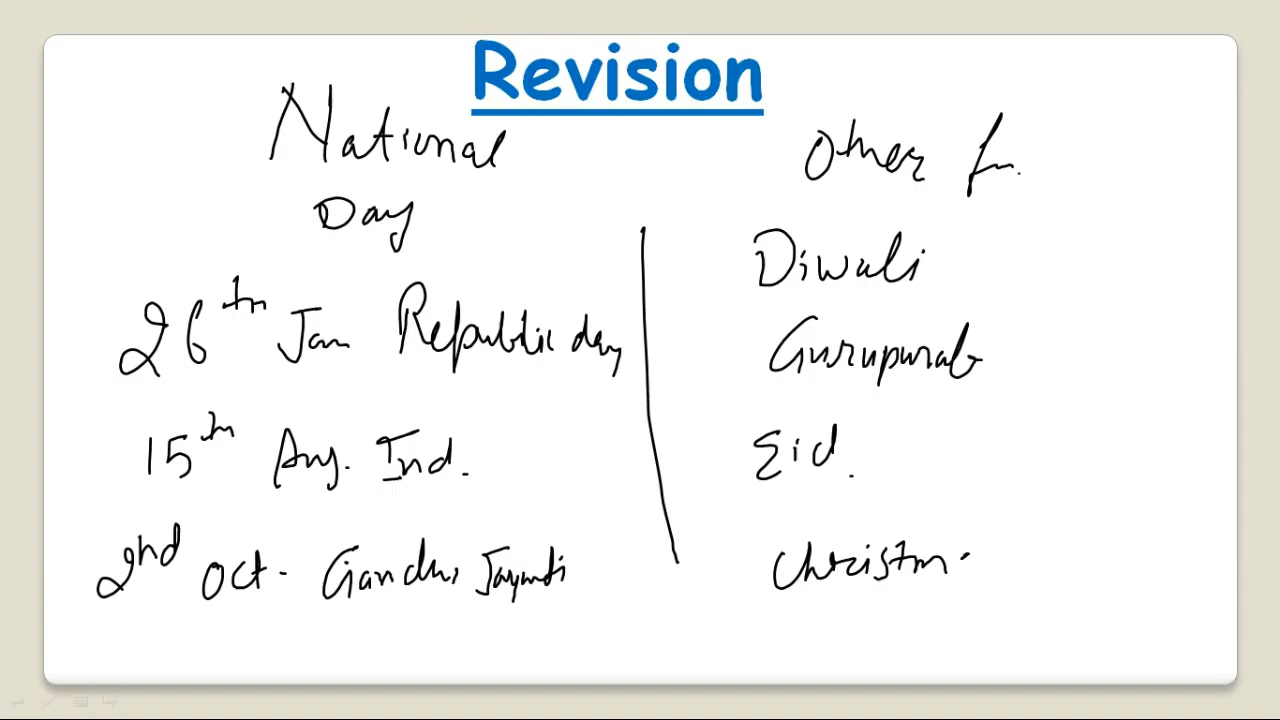 Revision
National
Day
26th Jan Republic day
15th Aug. Ind.
2nd Oct. Gandhi Jayanti
Other
Diwali
Gurupurab
Eid.
Christm.